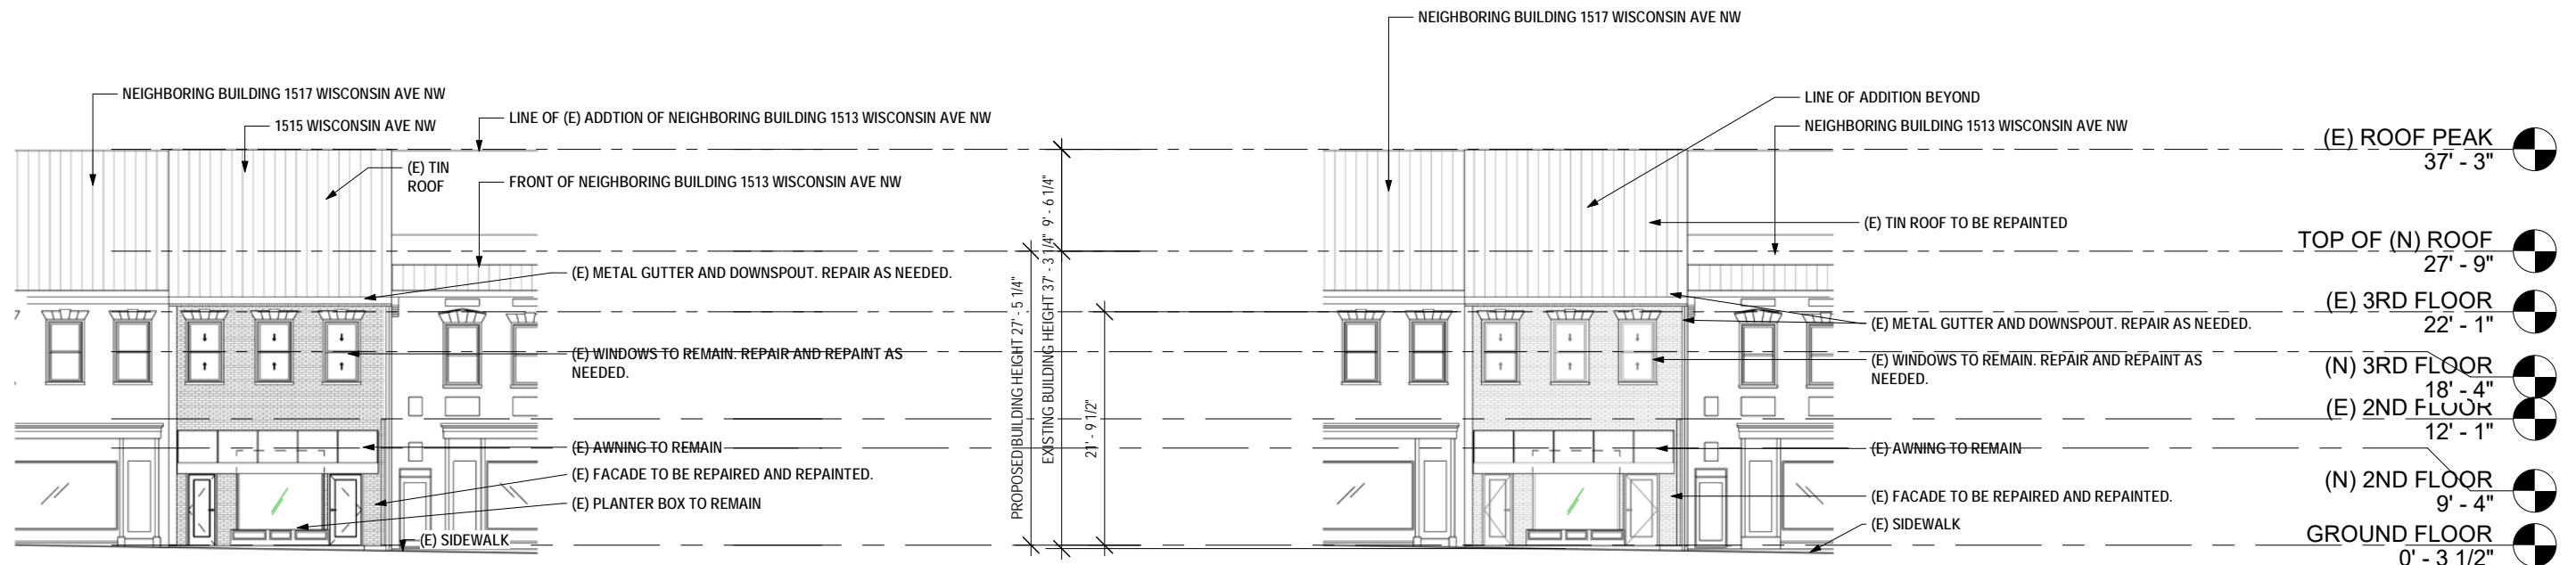 NEIGHBORING BUILDING 1517 WISCONSIN AVE NW
1515 WISCONSIN AVE NW
LINE OF (E) ADDTION OF NEIGHBORING BUILDING 1513 WISCONSIN AVE NW
(E) TIN
ROOF
FRONT OF NEIGHBORING BUILDING 1513 WISCONSIN AVE NW
(E) METAL GUTTER AND DOWNSPOUT. REPAIR AS NEEDED.
(E) WINDOWS TO REMAIN. REPAIR AND REPAINT AS
NEEDED.
(E) AWNING TO REMAIN
(E) FACADE TO BE REPAIRED AND REPAINTED.
(E) PLANTER BOX TO REMAIN
(E) SIDEWALK
PROPOSED BUILDING HEIGHT 27' - 5 1/4"
EXISTING BUILDING HEIGHT 37' - 3 1/4"
9' - 6 1/4"
21' - 9 1/2"
NEIGHBORING BUILDING 1517 WISCONSIN AVE NW
LINE OF ADDITION BEYOND
NEIGHBORING BUILDING 1513 WISCONSIN AVE NW
(E) TIN ROOF TO BE REPAINTED
(E) METAL GUTTER AND DOWNSPOUT. REPAIR AS NEEDED.
(E) WINDOWS TO REMAIN. REPAIR AND REPAINT AS
NEEDED.
(E) AWNING TO REMAIN
(E) FACADE TO BE REPAIRED AND REPAINTED.
(E) SIDEWALK
(E) ROOF PEAK
37' - 3"
TOP OF (N) ROOF
27' - 9"
(E) 3RD FLOOR
22' - 1"
(N) 3RD FLOOR
18' - 4"
(E) 2ND FLOOR
12' - 1"
(N) 2ND FLOOR
9' - 4"
GROUND FLOOR
0' - 3 1/2"